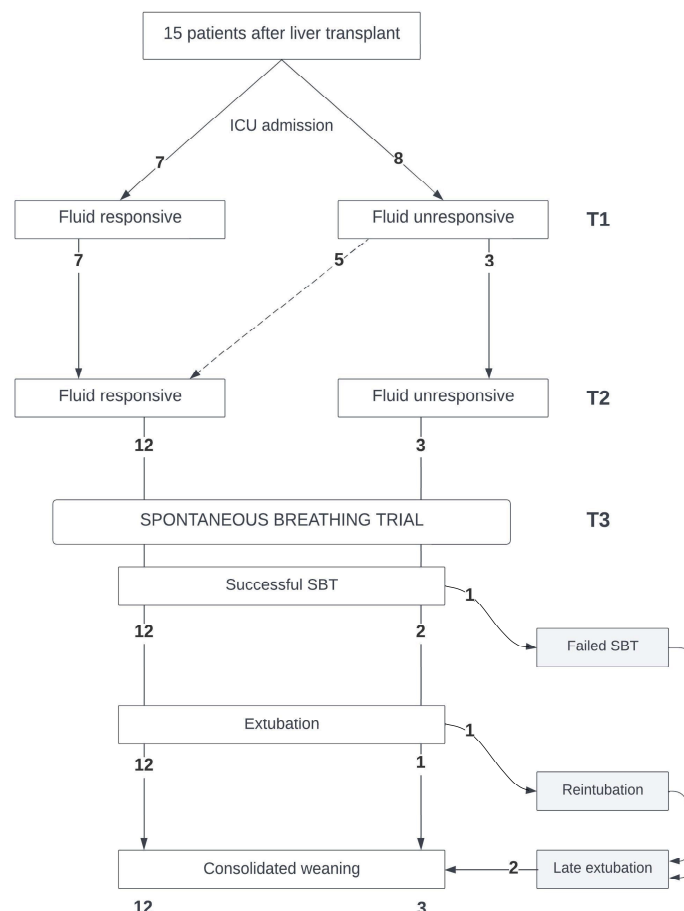 15 patients after liver transplant
ICU admission
7
8
Fluid responsive
Fluid unresponsive
T1
7
5
3
Fluid responsive
Fluid unresponsive
T2
12
3
SPONTANEOUS BREATHING TRIAL
T3
Successful SBT
1
12
2
Failed SBT
Extubation
1
12
1
Reintubation
Consolidated weaning
2
Late extubation
12
3